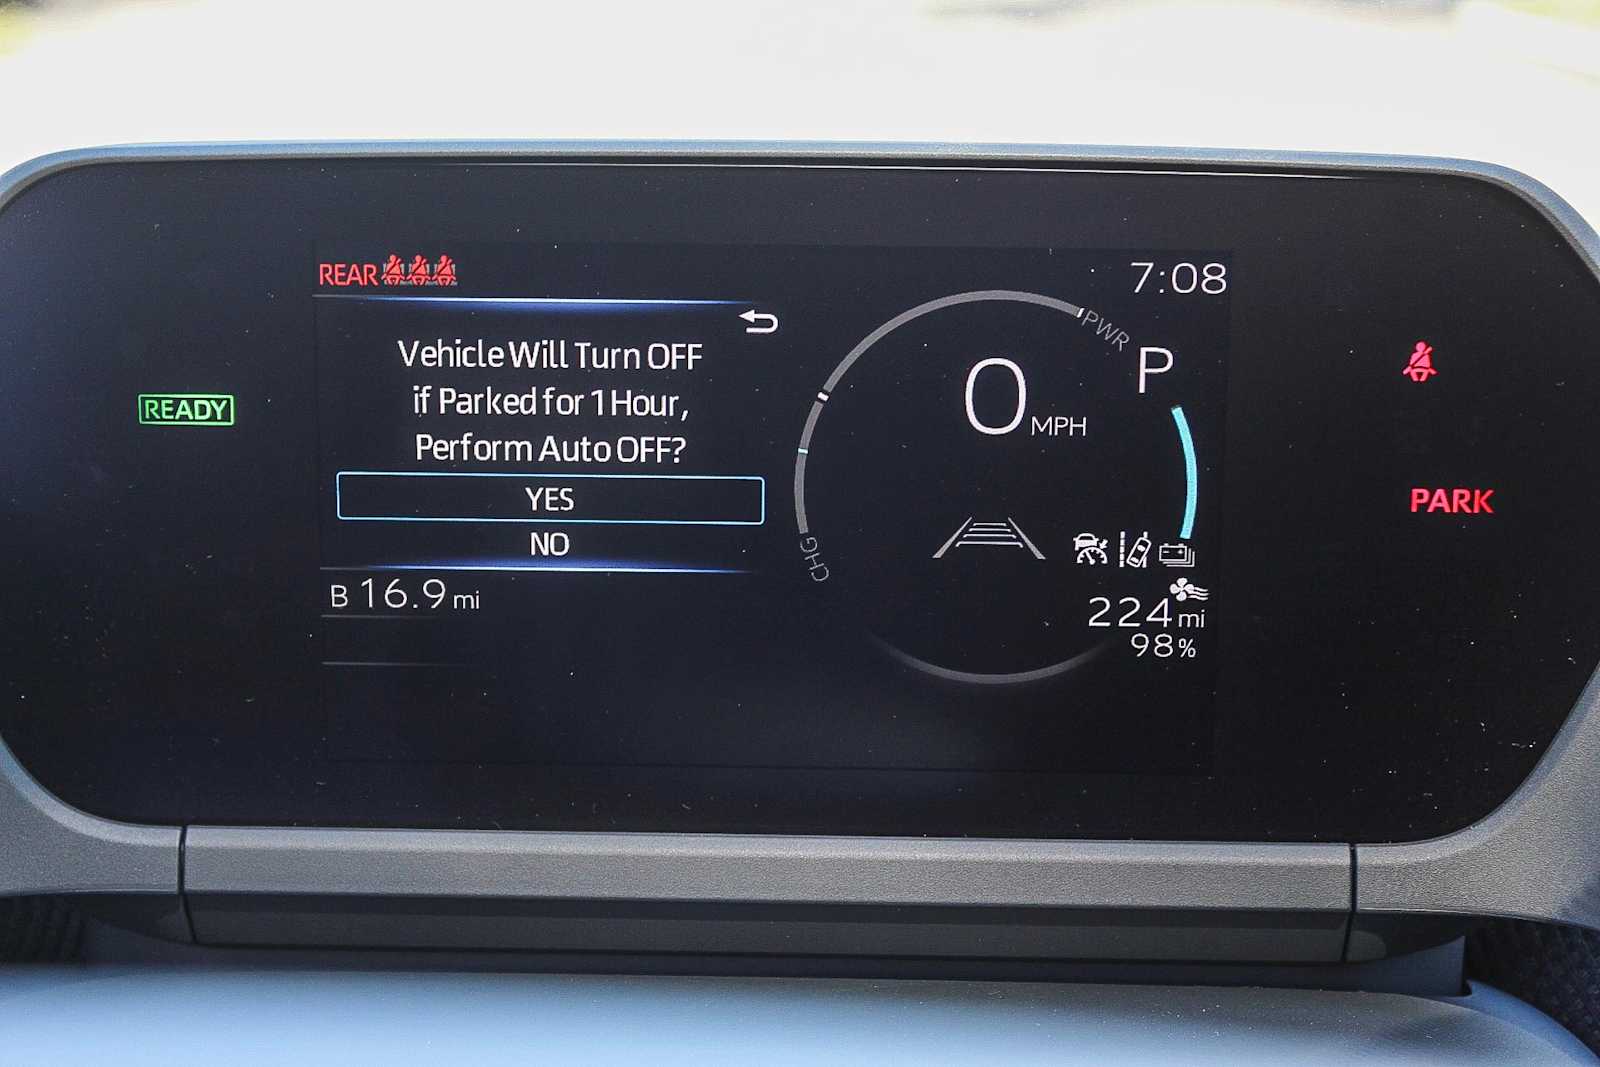 REAR
7:08
Vehicle Will Turn OFF
if Parked for 1 Hour,
Perform Auto OFF?
YES
NO
B 16.9 mi
READY
PWR
P
0 MPH
CHG
224 mi
98%
PARK